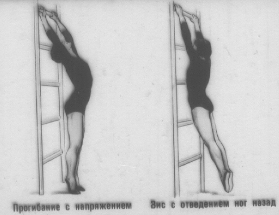 Прогибание с напряжением
Вис с отведением ног назад